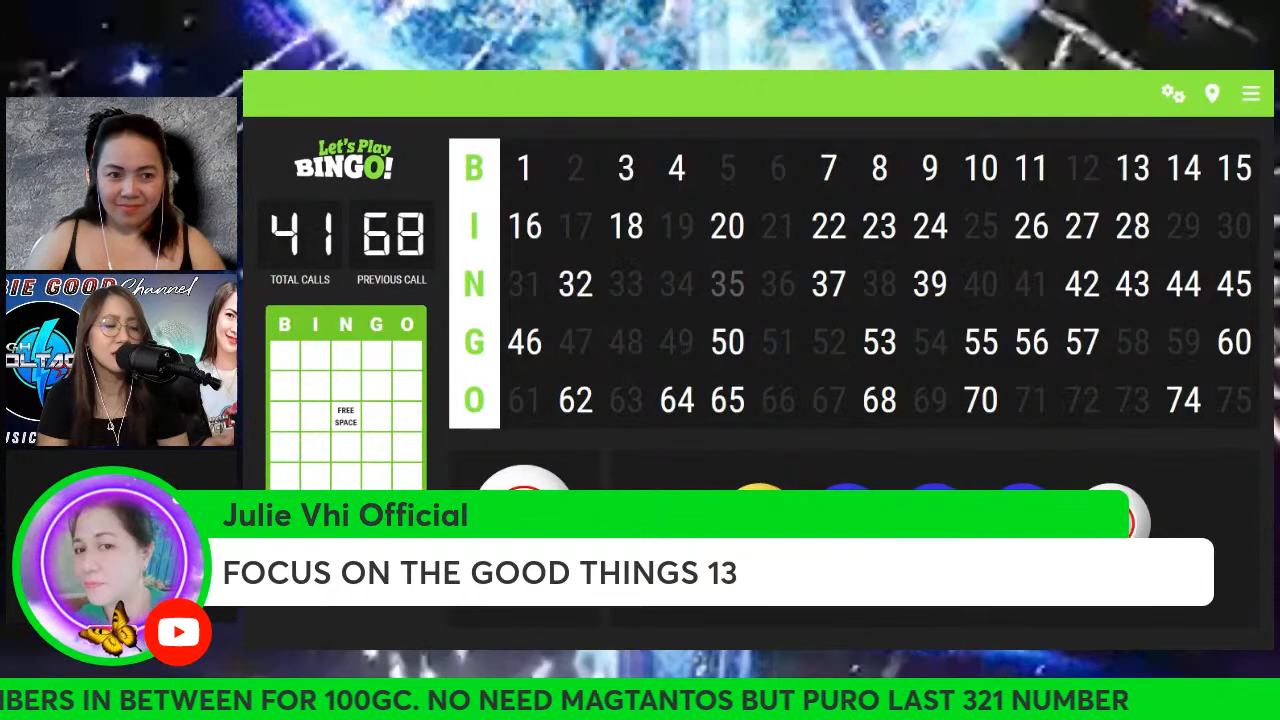 Let's Play
BINGO!
41 68
TOTAL CALLS PREVIOUS CALL
B I N G O
FREE
SPACE
B 1 2 3 4 5 6 7 8 9 10 11 12 13 14 15
I 16 17 18 19 20 21 22 23 24 25 26 27 28 29 30
N 31 32 33 34 35 36 37 38 39 40 41 42 43 44 45
G 46 47 48 49 50 51 52 53 54 55 56 57 58 59 60
O 61 62 63 64 65 66 67 68 69 70 71 72 73 74 75
BIE GOOD Channel
Julie Vhi Official
FOCUS ON THE GOOD THINGS 13
MBERS IN BETWEEN FOR 100GC. NO NEED MAGTANTOS BUT PURO LAST 321 NUMBER